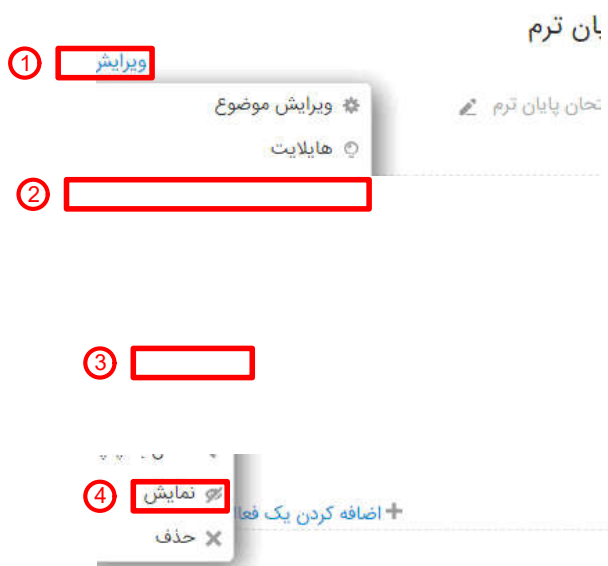 پایان ترم
1 ویرایش
ویرایش موضوع
امتحان پایان ترم
هایلایت
2
3
4 نمایش
اضافه کردن یک فعا
حذف